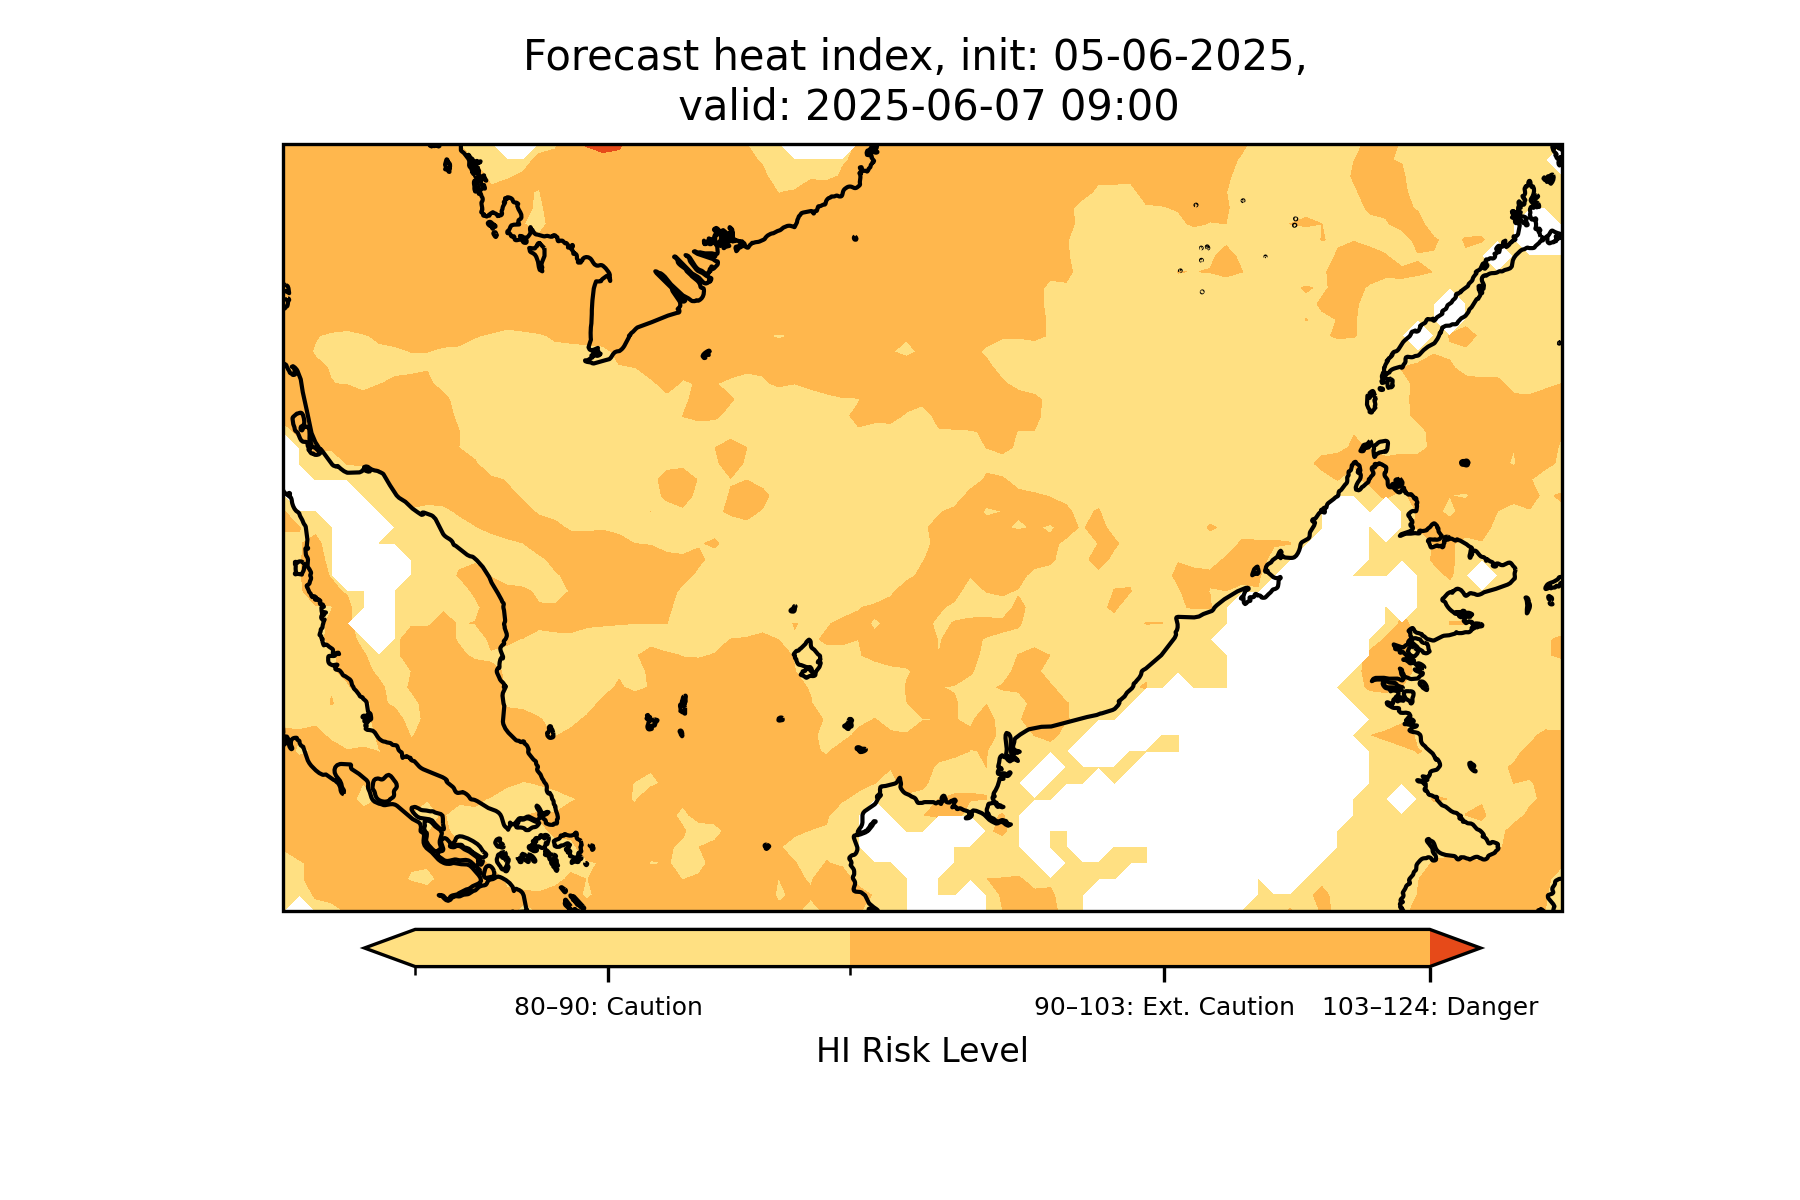 Forecast heat index, init: 05-06-2025,
valid: 2025-06-07 09:00
80–90: Caution
90–103: Ext. Caution
103–124: Danger
HI Risk Level